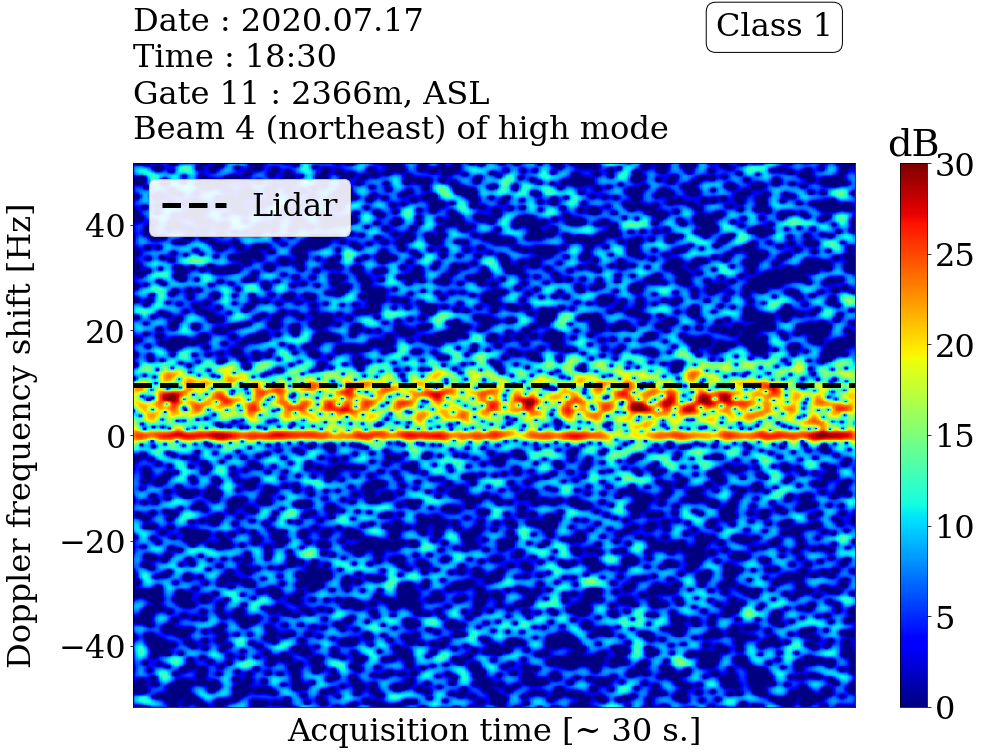 Date : 2020.07.17
Time : 18:30
Gate 11 : 2366m, ASL
Beam 4 (northeast) of high mode
Class 1
dB
Lidar
Doppler frequency shift [Hz]
40
20
0
−20
−40
Acquisition time [~ 30 s.]
30
25
20
15
10
5
0